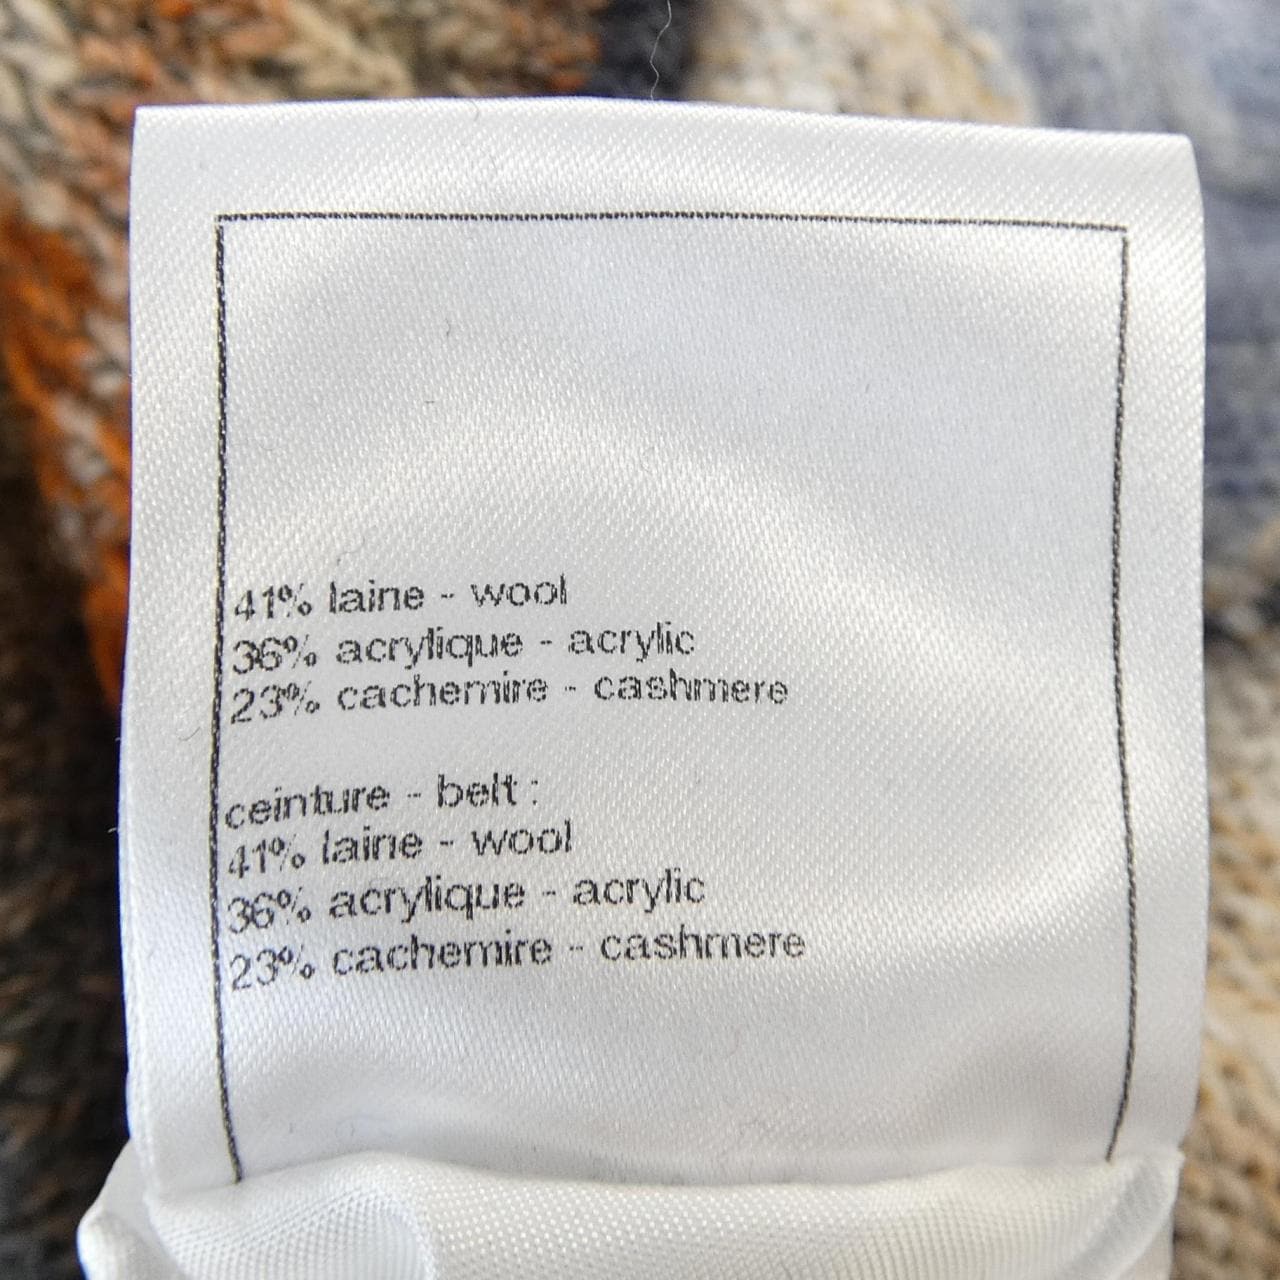 41% laine - wool
36% acrylique - acrylic
23% cachemire - cashmere
ceinture - belt :
41% laine - wool
36% acrylique - acrylic
23% cachemire - cashmere